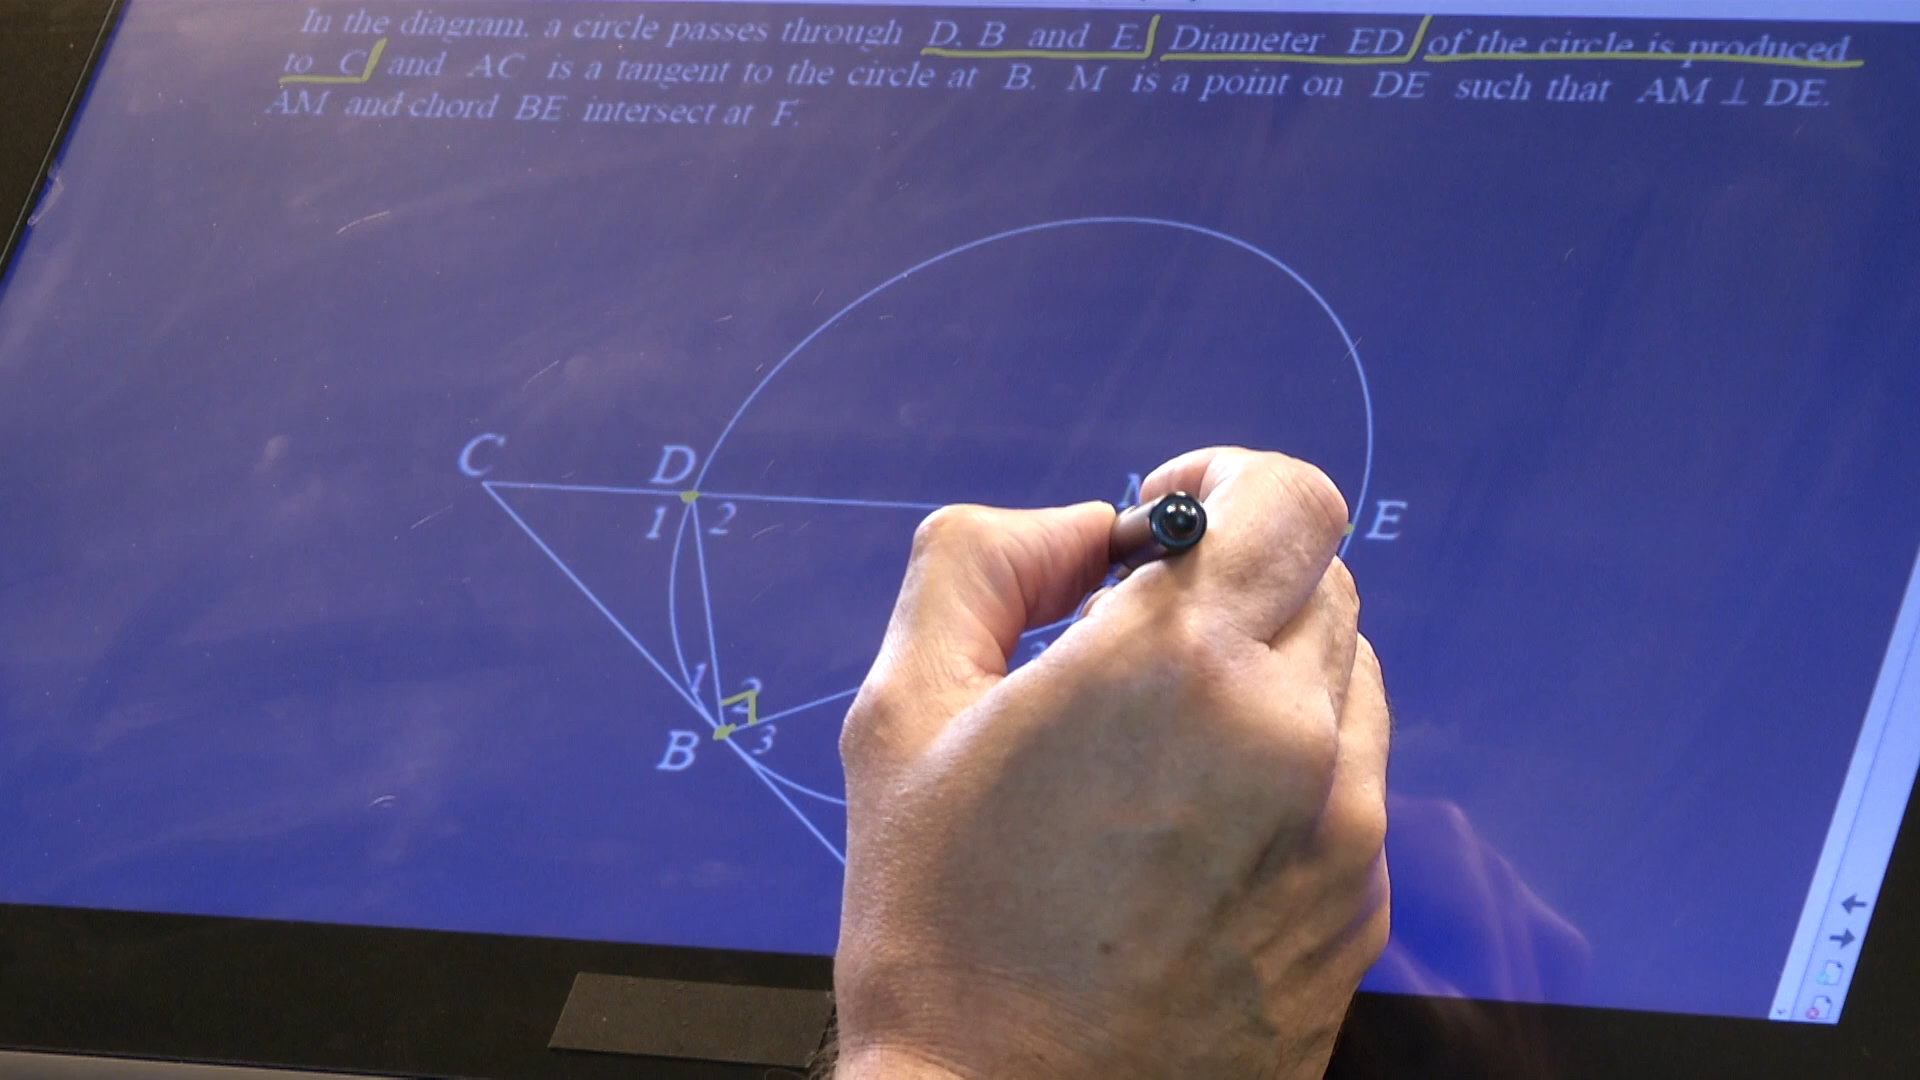 In the diagram, a circle passes through D, B and E. Diameter ED of the circle is produced
to C and AC is a tangent to the circle at B. M is a point on DE such that AM ⊥ DE.
AM and chord BE intersect at F.
C
D
E
1 2
1 2
B 3